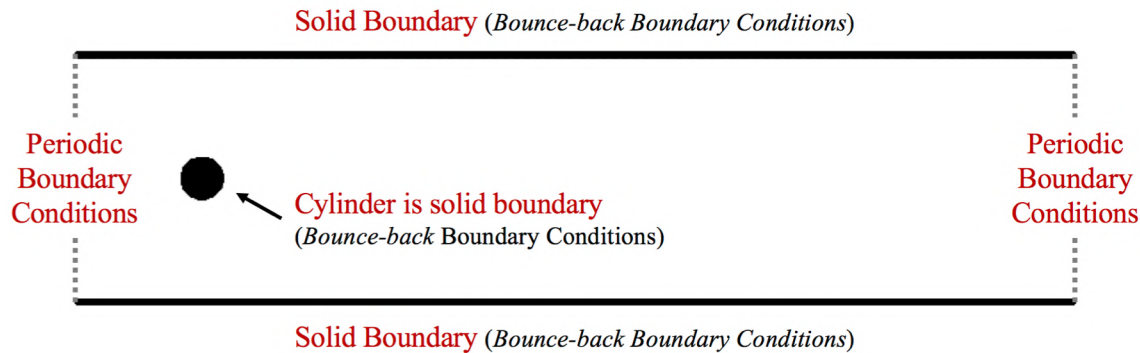 Solid Boundary (Bounce-back Boundary Conditions)
Periodic
Boundary
Conditions
Cylinder is solid boundary
(Bounce-back Boundary Conditions)
Periodic
Boundary
Conditions
Solid Boundary (Bounce-back Boundary Conditions)